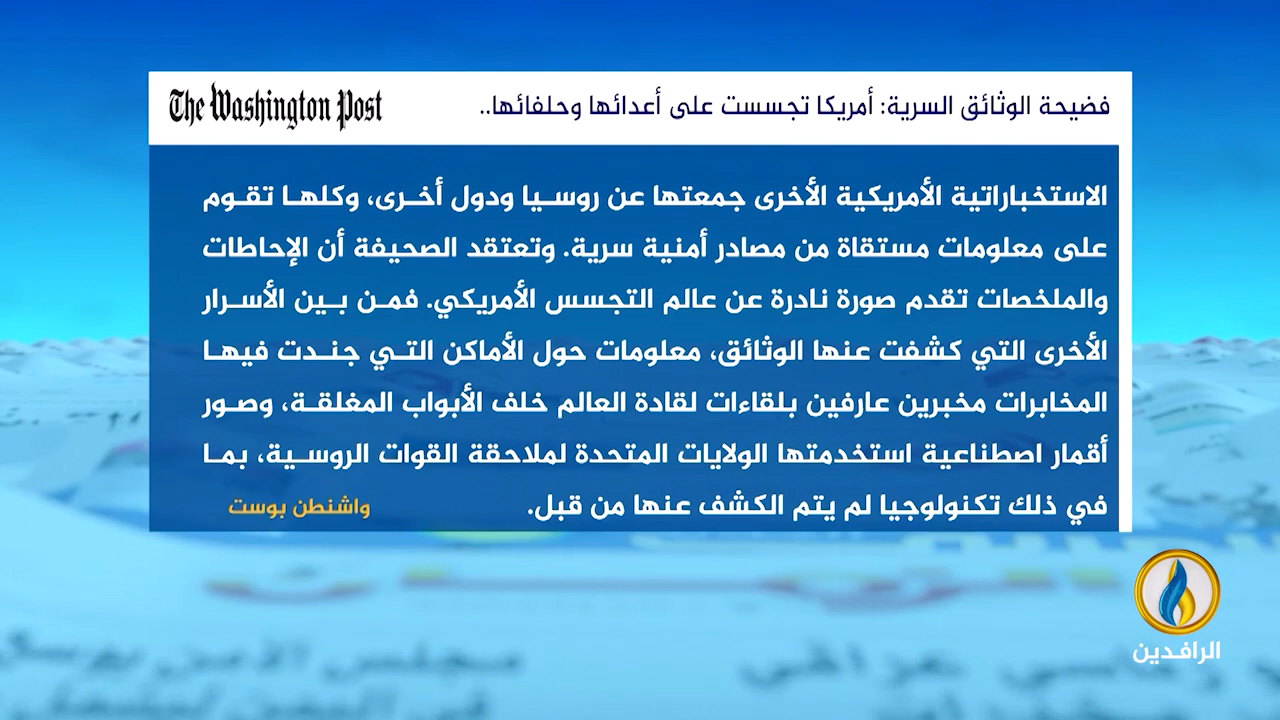 The Washington Post
فضيحة الوثائق السرية: أمريكا تجسست على أعدائها وحلفائها..
الاستخباراتية الأمريكية الأخرى جمعتها عن روسيا ودول أخرى، وكلها تقوم
على معلومات مستقاة من مصادر أمنية سرية. وتعتقد الصحيفة أن الإحاطات
والملخصات تقدم صورة نادرة عن عالم التجسس الأمريكي. فمن بين الأسرار
الأخرى التي كشفت عنها الوثائق، معلومات حول الأماكن التي جندت فيها
المخابرات مخبرين عارفين بلقاءات لقادة العالم خلف الأبواب المغلقة، وصور
أقمار اصطناعية استخدمتها الولايات المتحدة لملاحقة القوات الروسية، بما
في ذلك تكنولوجيا لم يتم الكشف عنها من قبل.
واشنطن بوست
الرافدين
مجلس الأمن